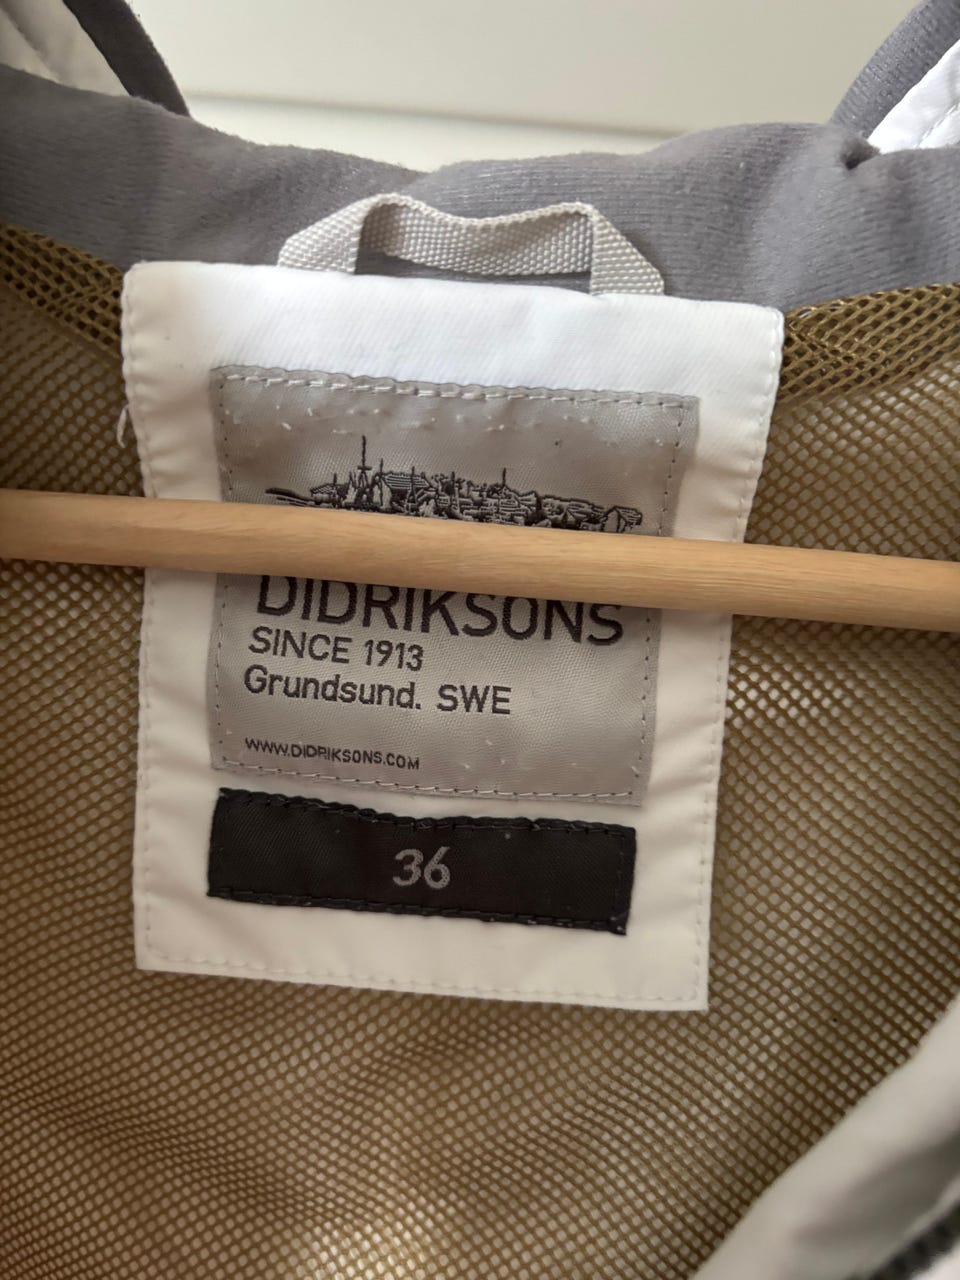 DIDRIKSONS
SINCE 1913
Grundsund. SWE
WWW.DIDRIKSONS.COM
36